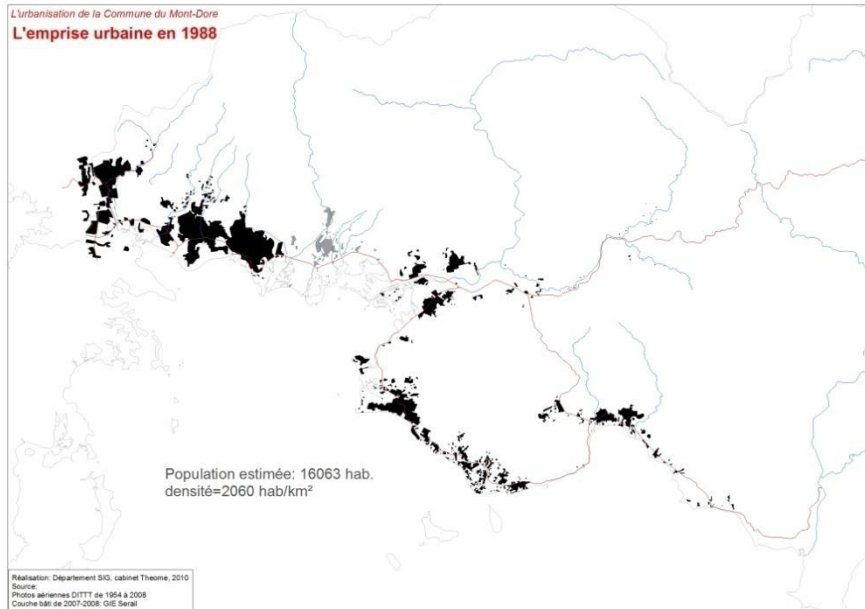 L'urbanisation de la Commune du Mont-Dore
L'emprise urbaine en 1988
Population estimée: 16063 hab.
densité=2060 hab/km²
Réalisation: Département SIG, cabinet Theome, 2010
Source:
Photos aériennes DITTT de 1954 à 2008
Couche bâti de 2007-2008: GIE Serail